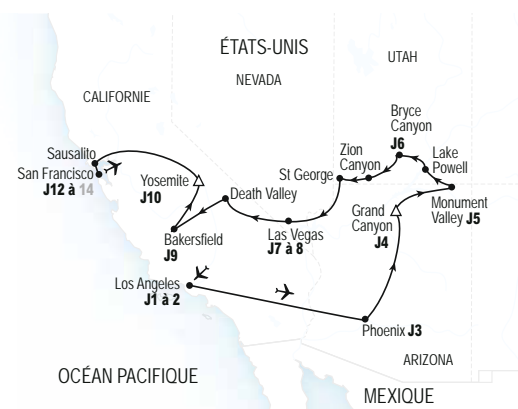 ÉTATS-UNIS
UTAH
NEVADA
CALIFORNIE
Bryce
Canyon
J6
Zion
Canyon
Lake
Powell
Sausalito
San Francisco
J12 à 14
Yosemite
J10
St George
Death Valley
Monument
Valley J5
Grand
Canyon
J4
Las Vegas
J7 à 8
Bakersfield
J9
Los Angeles
J1 à 2
Phoenix J3
ARIZONA
OCÉAN PACIFIQUE
MEXIQUE